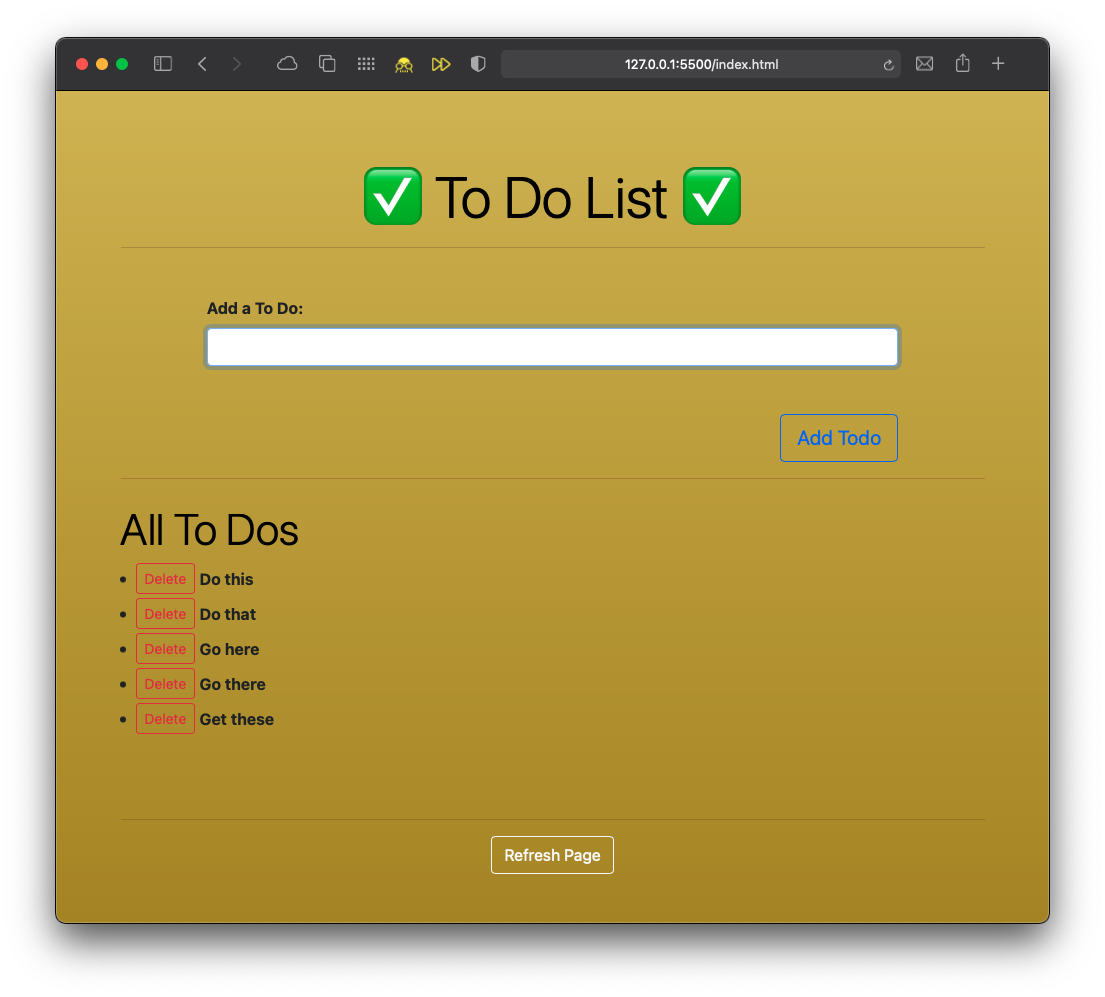 127.0.0.1:5500/index.html
✅ To Do List ✅
Add a To Do:
Add Todo
All To Dos
• Delete Do this
• Delete Do that
• Delete Go here
• Delete Go there
• Delete Get these
Refresh Page